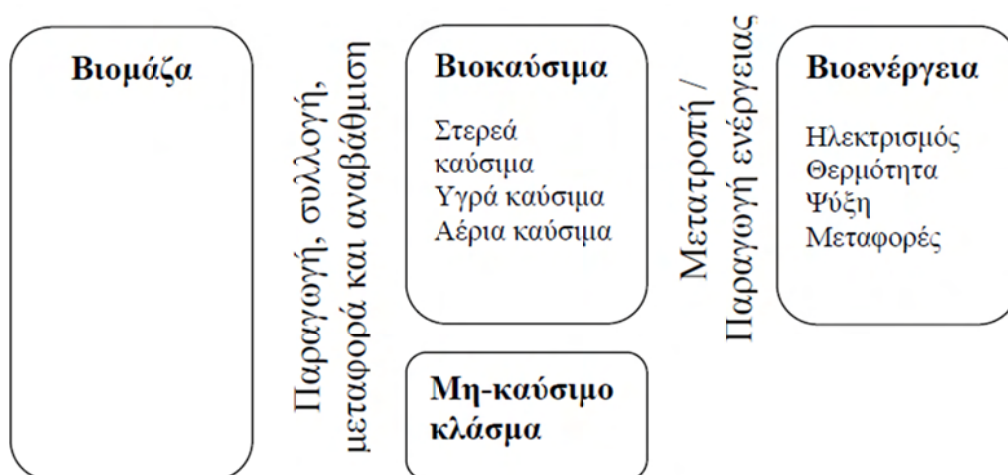 Βιομάζα
Παραγωγή, συλλογή,
μεταφορά και αναβάθμιση
Βιοκαύσιμα
Στερεά
καύσιμα
Υγρά καύσιμα
Αέρια καύσιμα
Μη-καύσιμο
κλάσμα
Μετατροπή /
Παραγωγή ενέργειας
Βιοενέργεια
Ηλεκτρισμός
Θερμότητα
Ψύξη
Μεταφορές